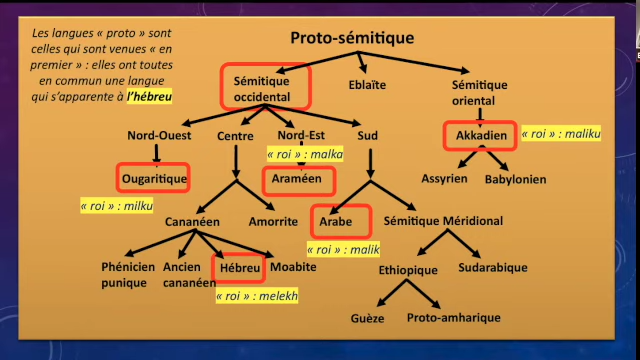 Les langues « proto » sont
celles qui sont venues « en
premier » : elles ont toutes
en commun une langue
qui s'apparente à l'hébreu
Proto-sémitique
Sémitique
occidental
Eblaïte
Sémitique
oriental
Nord-Ouest
Centre
Nord-Est
Sud
Akkadien
« roi » : maliku
« roi » : malka
Ougaritique
Araméen
Assyrien
Babylonien
« roi » : milku
Cananéen
Amorrite
Arabe
Sémitique Méridional
« roi » : malik
Phénicien
punique
Ancien
cananéen
Hébreu
Moabite
Ethiopique
Sudarabique
« roi » : melekh
Guèze
Proto-amharique